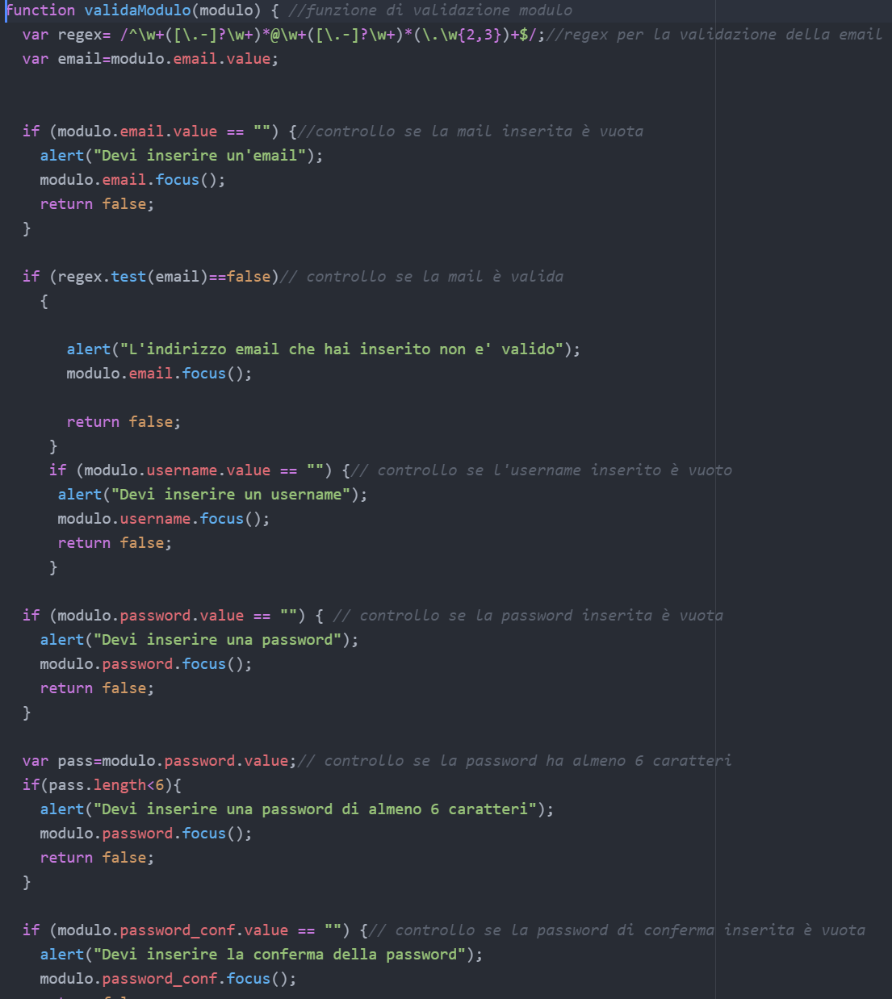 function validaModulo(modulo) { //funzione di validazione modulo
var regex= /^\w+([\.-]?\w+)*@\w+([\.-]?\w+)*(\.\w{2,3})+$/;//regex per la validazione della email
var email=modulo.email.value;
if (modulo.email.value == "") {//controllo se la mail inserita è vuota
alert("Devi inserire un'email");
modulo.email.focus();
return false;
}
if (regex.test(email)==false)// controllo se la mail è valida
{
alert("L'indirizzo email che hai inserito non e' valido");
modulo.email.focus();
return false;
}
if (modulo.username.value == "") {// controllo se l'username inserito è vuoto
alert("Devi inserire un username");
modulo.username.focus();
return false;
}
if (modulo.password.value == "") { // controllo se la password inserita è vuota
alert("Devi inserire una password");
modulo.password.focus();
return false;
}
var pass=modulo.password.value;// controllo se la password ha almeno 6 caratteri
if(pass.length<6){
alert("Devi inserire una password di almeno 6 caratteri");
modulo.password.focus();
return false;
}
if (modulo.password_conf.value == "") {// controllo se la password di conferma inserita è vuota
alert("Devi inserire la conferma della password");
modulo.password_conf.focus();